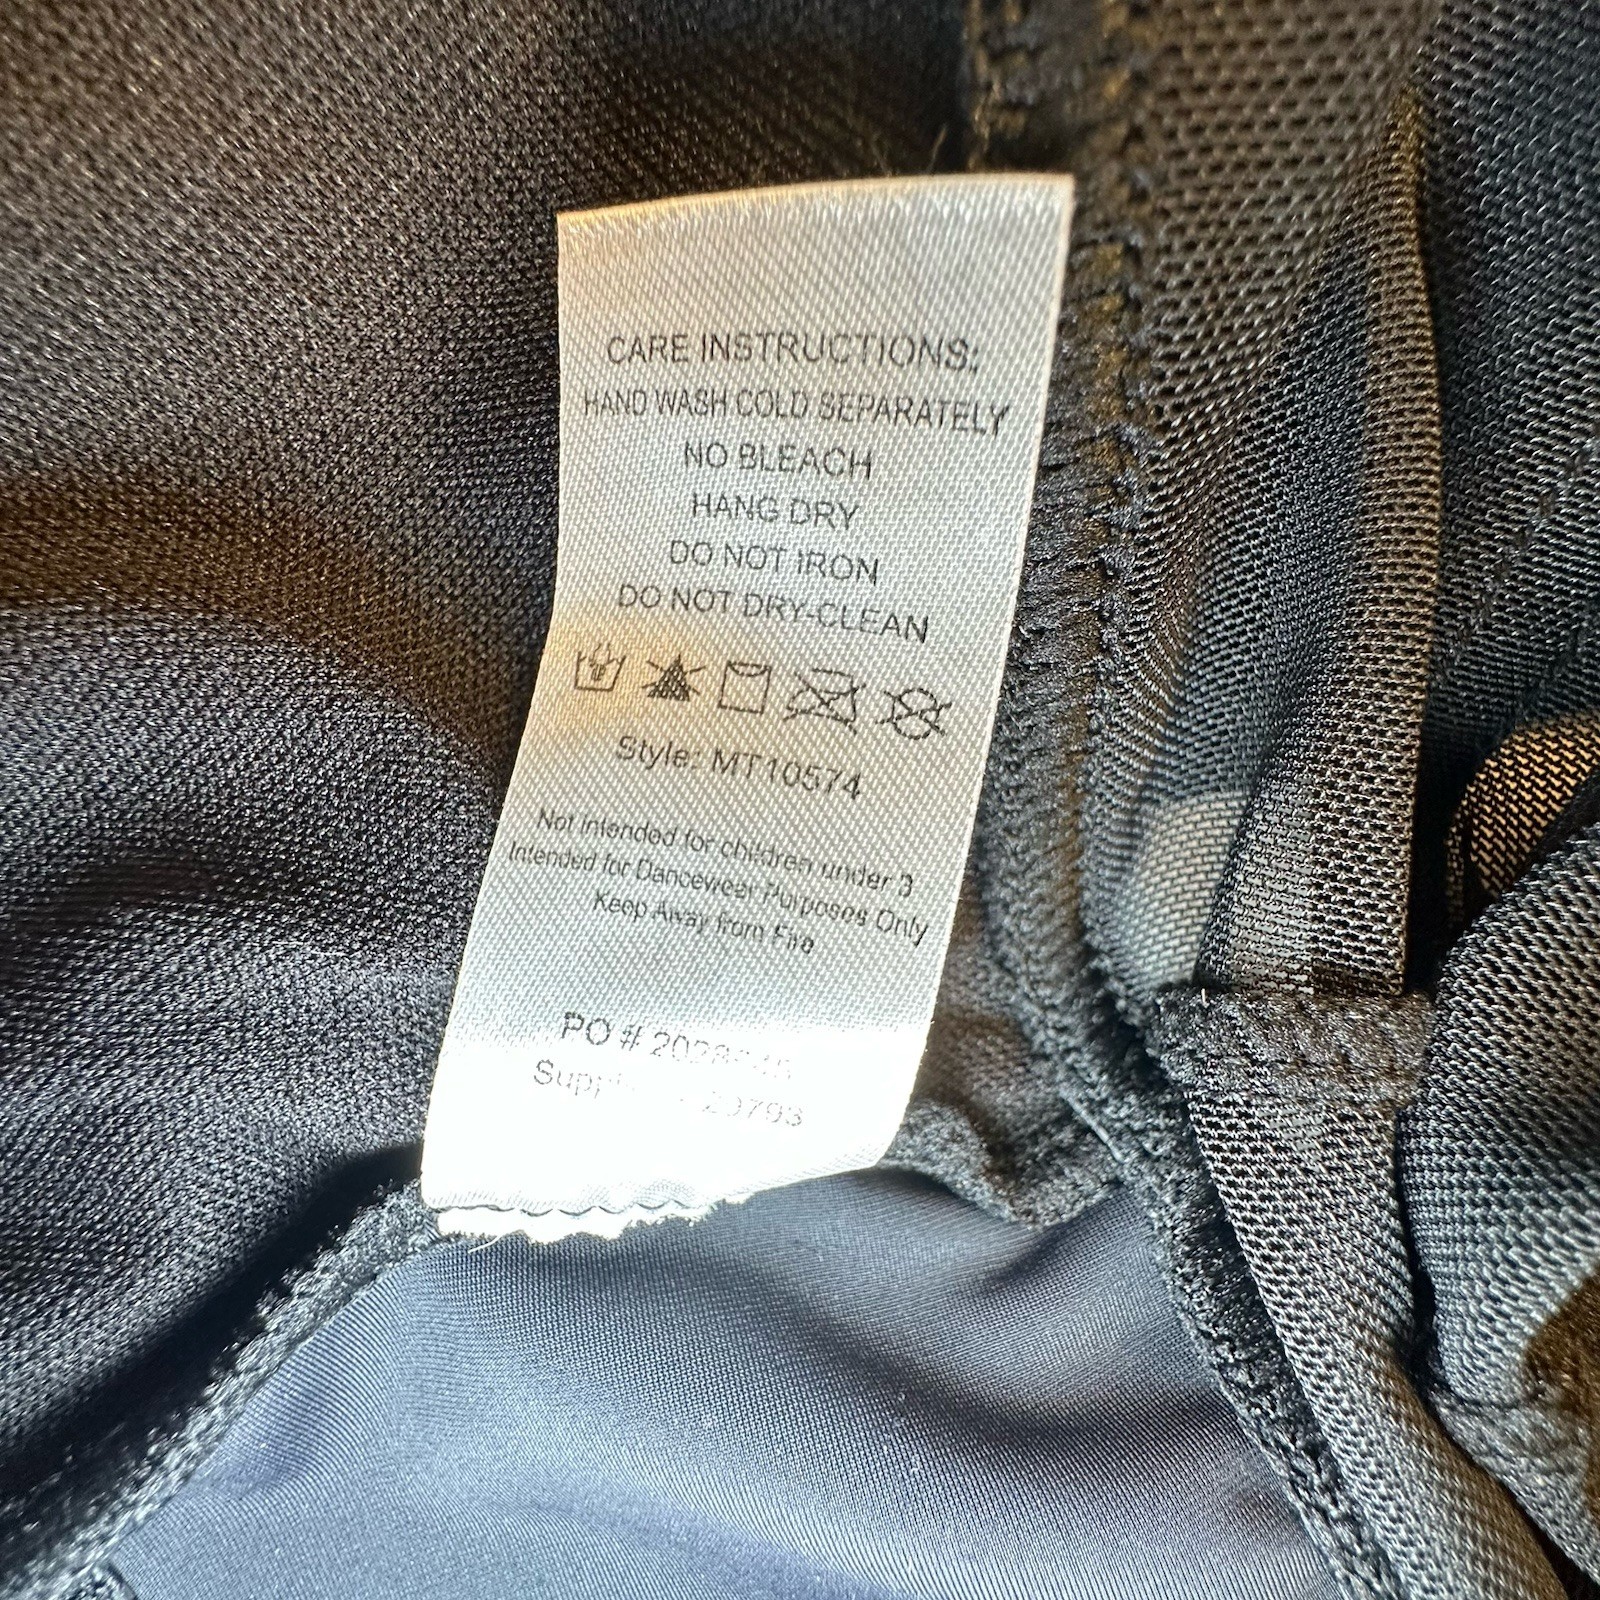 CARE INSTRUCTIONS:
HAND WASH COLD SEPARATELY
NO BLEACH
HANG DRY
DO NOT IRON
DO NOT DRY-CLEAN
Style: MT10574
Not Intended for children under 3
Intended for Dancewear Purposes Only
Keep Away from Fire
PO #